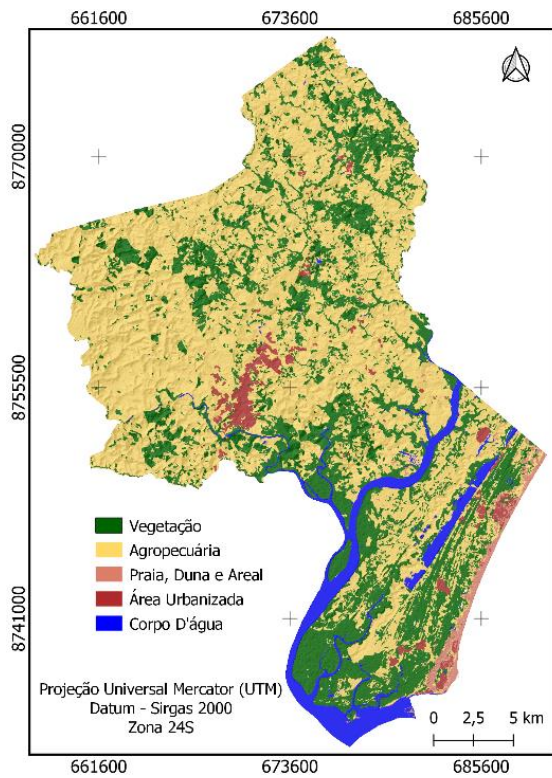 661600 673600 685600
8770000
8755500
8741000
Vegetação
Agropecuária
Praia, Duna e Areal
Área Urbanizada
Corpo D'água
Projeção Universal Mercator (UTM)
Datum - Sirgas 2000
Zona 24S
0 2,5 5 km
661600 673600 685600